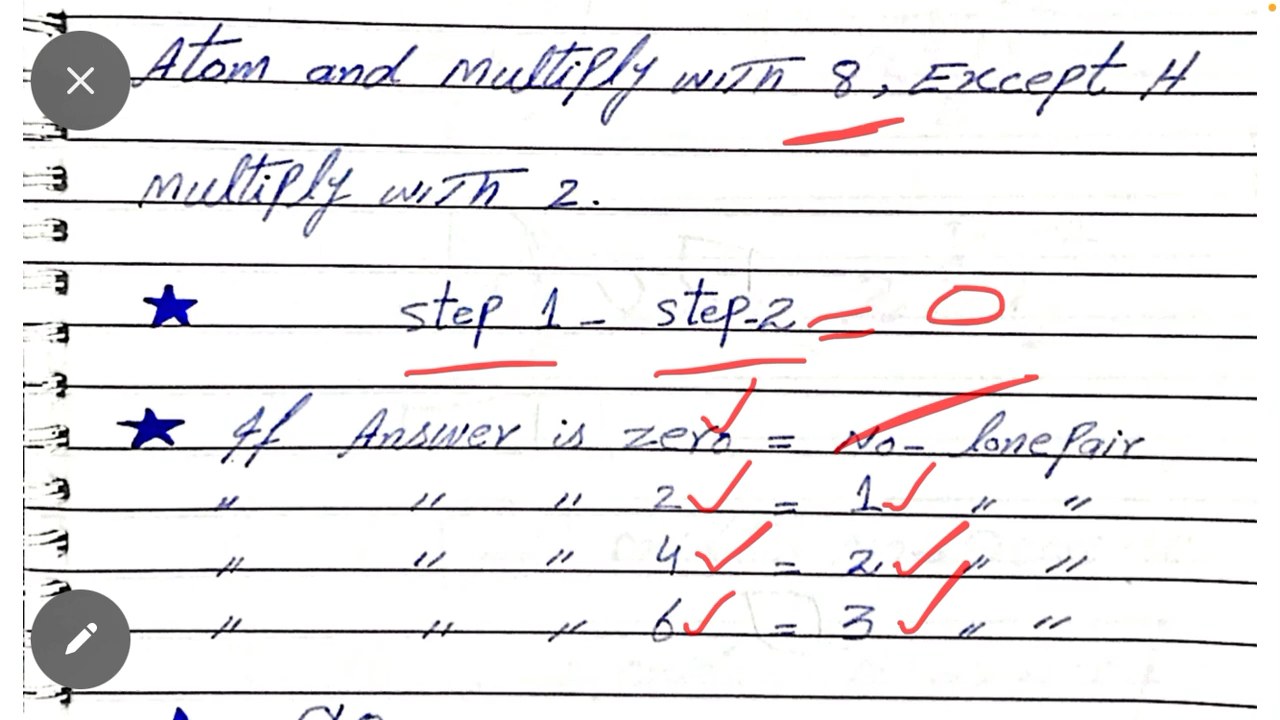 Atom and multiply with 8, Except H
multiply with 2.
★ step 1 - step-2 = 0
★ If Answer is zero = No- lonepair
" " " 2 = 1 " "
" " " 4 = 2 " "
" " " 6 = 3 " "